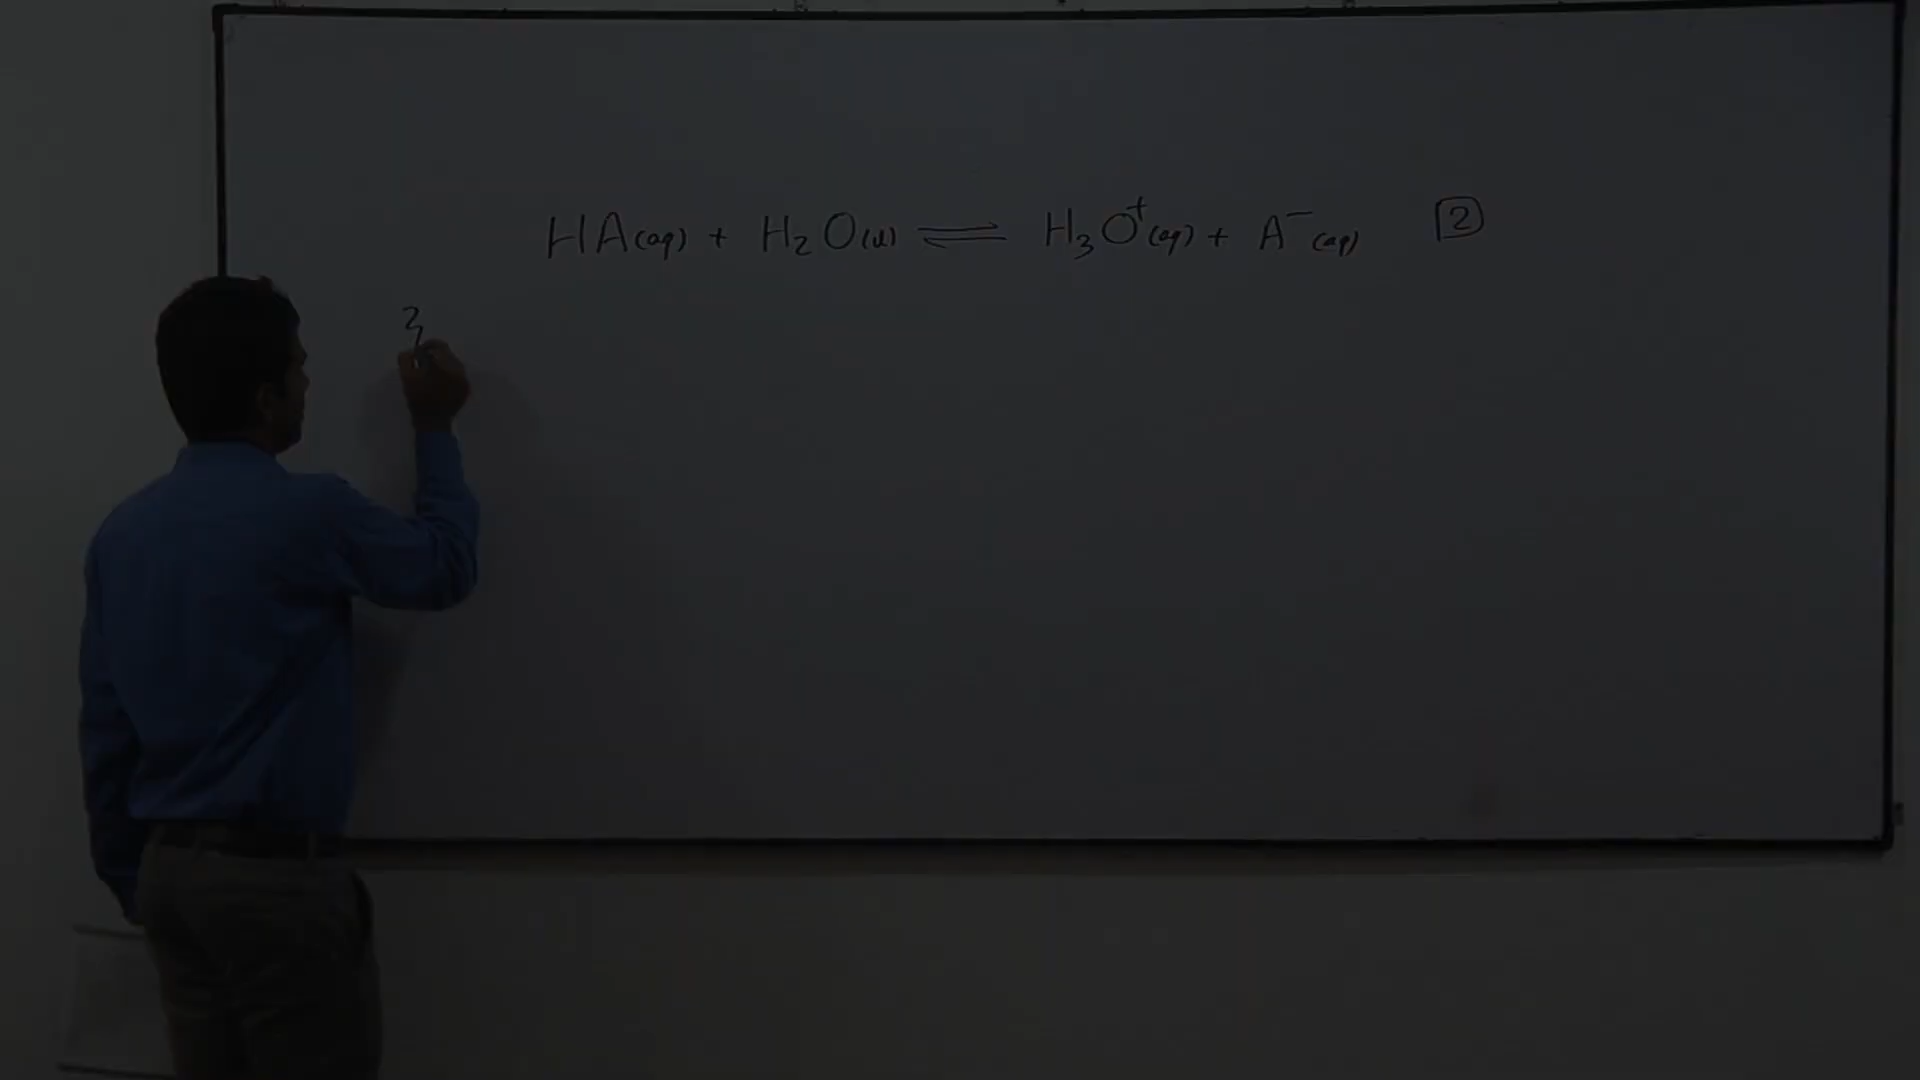 HA(aq) + H₂O(l) ⇌ H₃O⁺(aq) + A⁻(aq) 2